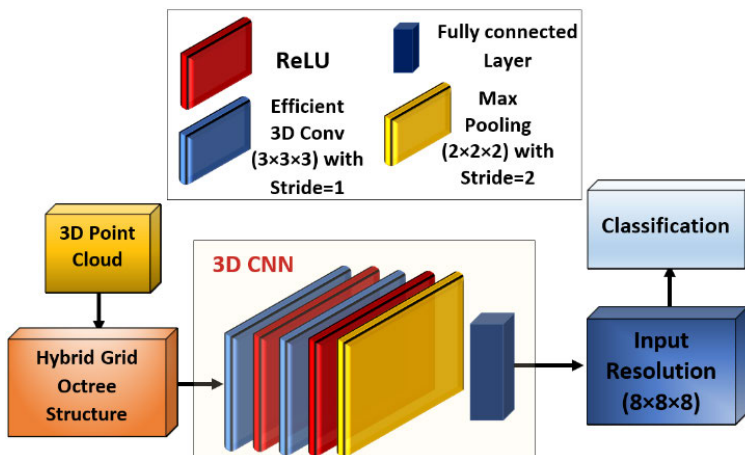 ReLU
Fully connected
Layer
Efficient
3D Conv
(3×3×3) with
Stride=1
Max
Pooling
(2×2×2) with
Stride=2
3D Point
Cloud
Hybrid Grid
Octree
Structure
3D CNN
Input
Resolution
(8×8×8)
Classification